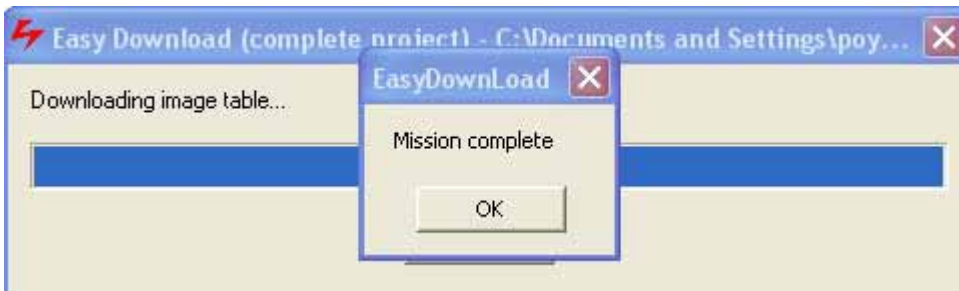 Easy Download (complete project) - C:\Documents and Settings\poy...
EasyDownLoad
Downloading image table...
Mission complete
OK